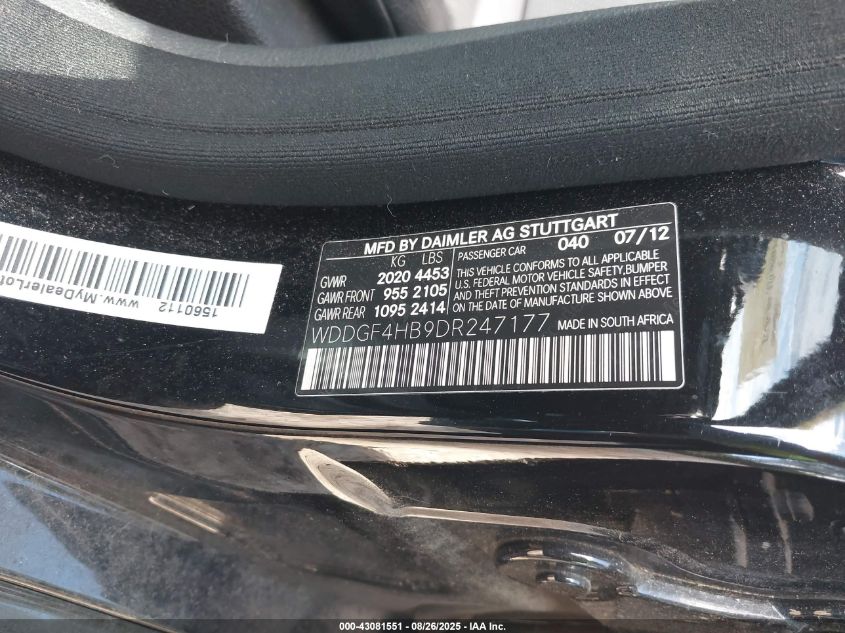 MFD BY DAIMLER AG STUTTGART
KG LBS PASSENGER CAR 040 07/12
GVWR 2020 4453
GAWR FRONT 955 2105
GAWR REAR 1095 2414
THIS VEHICLE CONFORMS TO ALL APPLICABLE
U.S. FEDERAL MOTOR VEHICLE SAFETY, BUMPER
AND THEFT PREVENTION STANDARDS IN EFFECT
ON THE DATE OF MANUFACTURE SHOWN ABOVE.
WDDGF4HB9DR247177 MADE IN SOUTH AFRICA
1560112
www.MyDealerLot
000-43081551 - 08/26/2025 - IAA Inc.